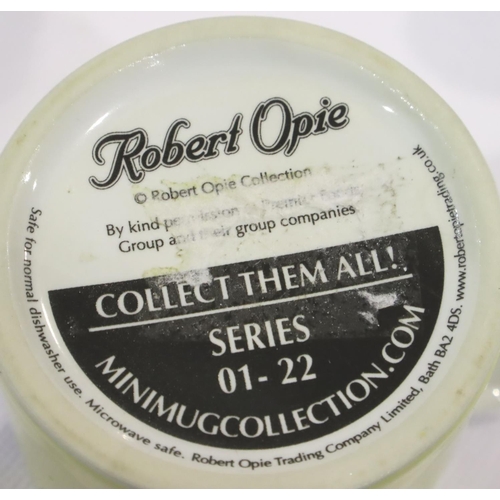 Robert Opie
© Robert Opie Collection
By kind permission Premier Foods
Group and their group companies
COLLECT THEM ALL!
SERIES
01- 22
MINIMUGCOLLECTION.COM
Safe for normal dishwasher use. Microwave safe. Robert Opie Trading Company Limited, Bath BA2 4DS. www.robertopietrading.co.uk